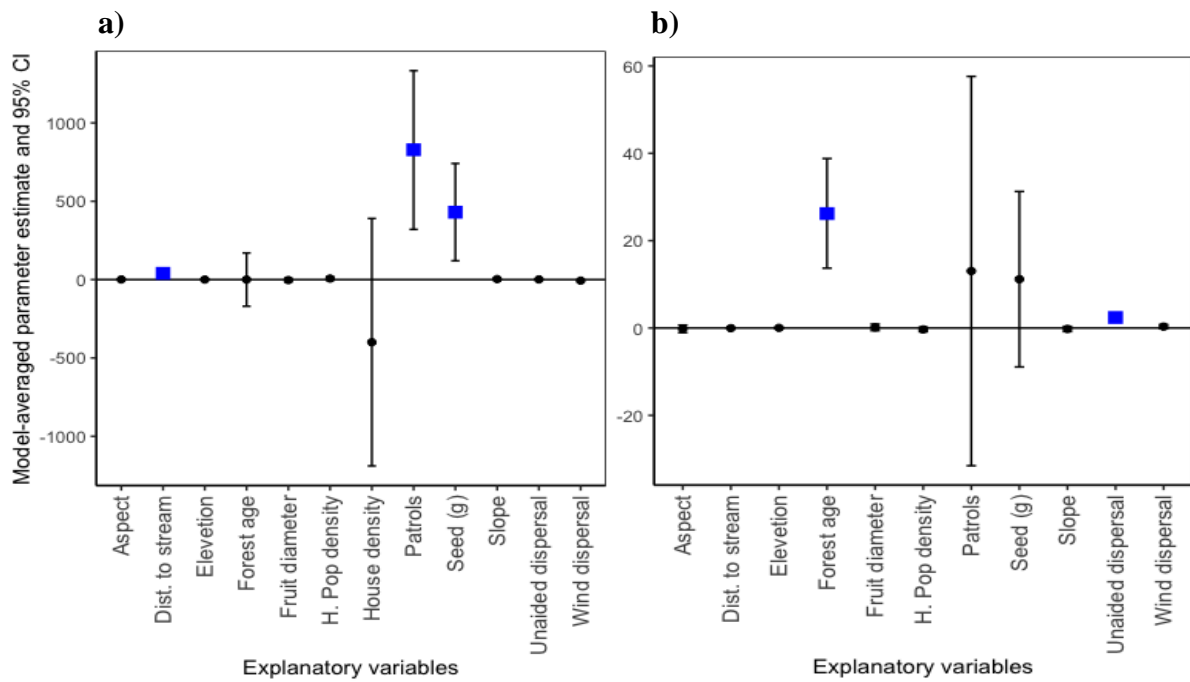 a)
Model-averaged parameter estimate and 95% CI
1000
500
0
-500
-1000
Aspect
Dist. to stream
Elevetion
Forest age
Fruit diameter
H. Pop density
House density
Patrols
Seed (g)
Slope
Unaided dispersal
Wind dispersal
Explanatory variables
b)
60
40
20
0
-20
Aspect
Dist. to stream
Elevetion
Forest age
Fruit diameter
H. Pop density
Patrols
Seed (g)
Slope
Unaided dispersal
Wind dispersal
Explanatory variables